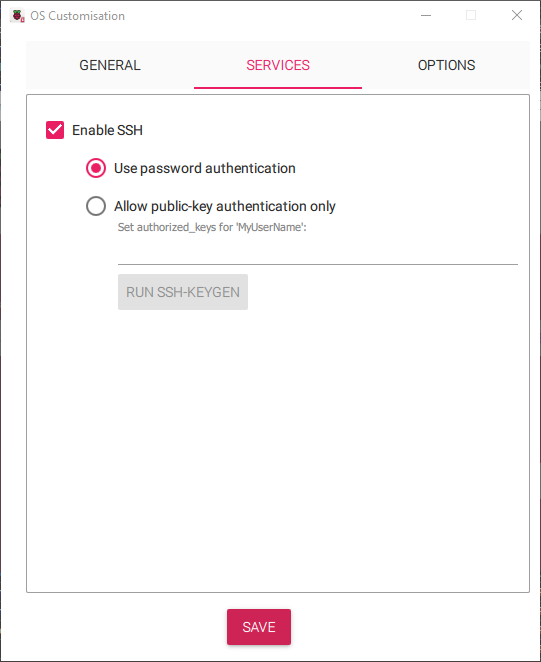 OS Customisation
GENERAL SERVICES OPTIONS
Enable SSH
Use password authentication
Allow public-key authentication only
Set authorized_keys for 'MyUserName':
RUN SSH-KEYGEN
SAVE